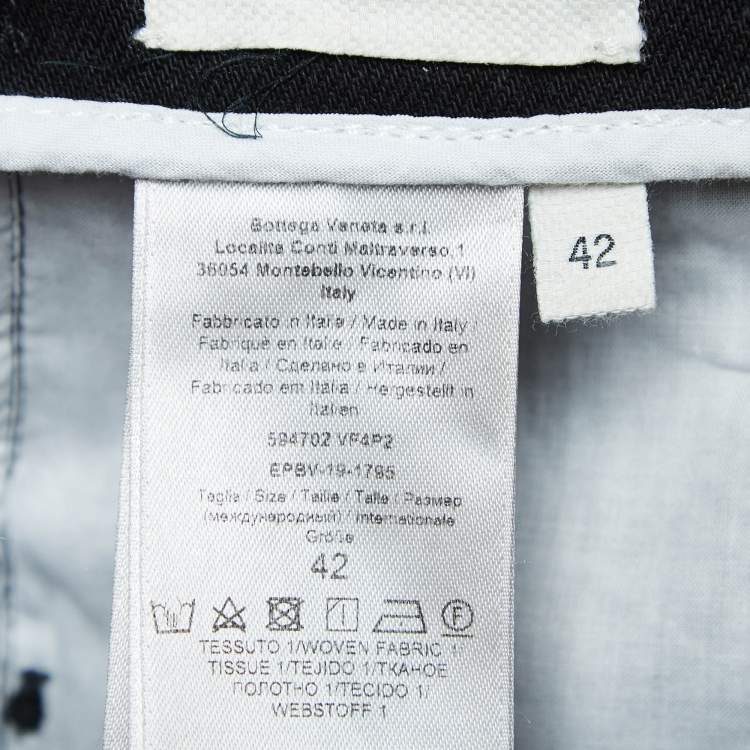 Bottega Veneta s.r.l.
Località Conti Maltraverso,1
36054 Montebello Vicentino (VI)
Italy
Fabbricato in Italia / Made in Italy /
Fabriqué en Italie / Fabricado en
Italia / Сделано в Италии /
Fabricado em Italia / Hergestellt in
Italien
594702 VF4P2
EPBV-19-1795
Taglia / Size / Taille / Talla / Размер
(международный) / Internationale
Größe
42
TESSUTO 1/WOVEN FABRIC 1
TISSUE 1/TEJIDO 1/ТКАНОЕ
ПОЛОТНО 1/TECIDO 1/
WEBSTOFF 1
42